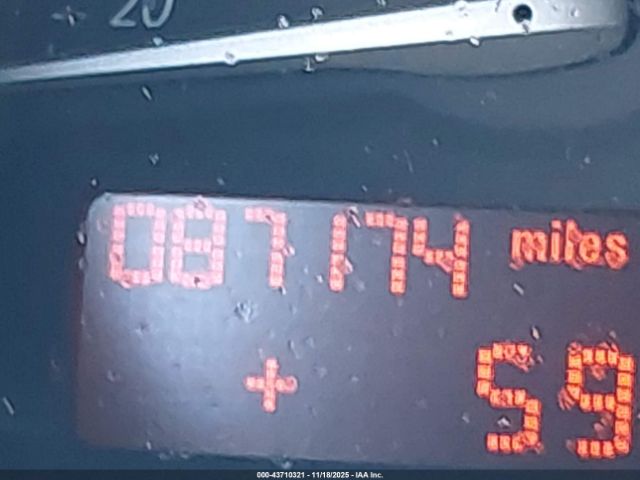 20
087174 miles
+ 59
000-43710321 - 11/18/2025 - IAA Inc.